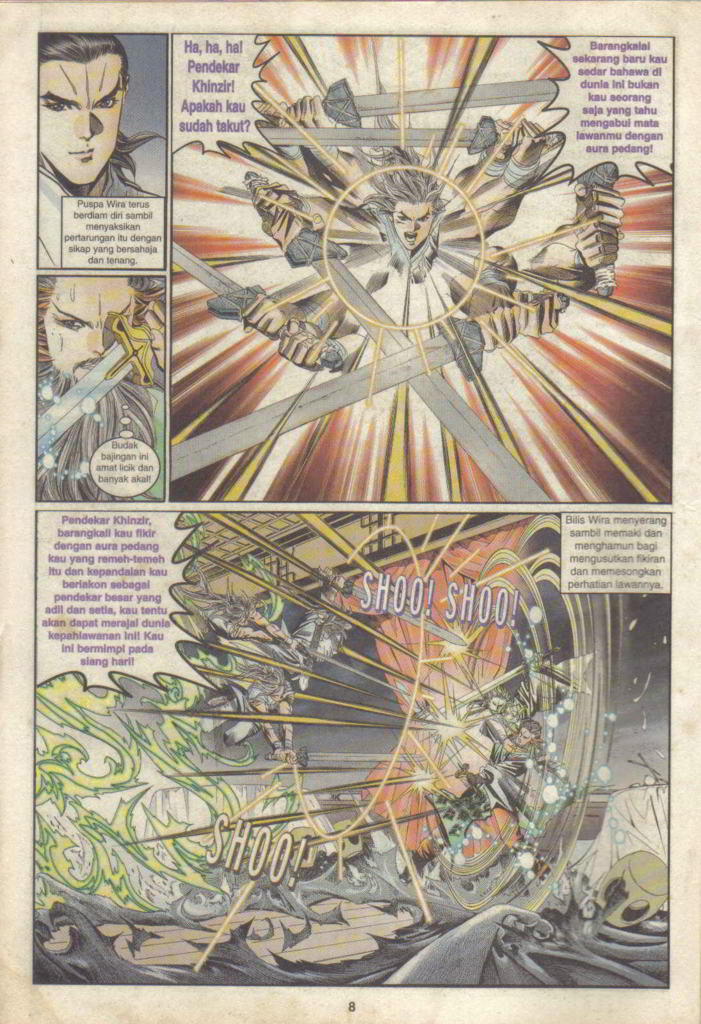 Puspa Wira terus
berdiam diri sambil
menyaksikan
pertarungan itu dengan
sikap yang bersahaja
dan tenang.
Ha, ha, ha!
Pendekar
Khinzir!
Apakah kau
sudah takut?
Barangkalai
sekarang baru kau
sedar bahawa di
dunia ini bukan
kau seorang
saja yang tahu
mengabui mata
lawanmu dengan
aura pedang!
Budak
bajingan ini
amat licik dan
banyak akal!
Pendekar Khinzir,
barangkali kau fikir
dengan aura pedang
kau yang remeh-temeh
itu dan kepandaian kau
berlakon sebagai
pendekar besar yang
adil dan setia, kau tentu
akan dapat merajai dunia
kepahlawanan ini! Kau
ini bermimpi pada
siang hari!
Bilis Wira menyerang
sambil memaki dan
menghamun bagi
mengusutkan fikiran
dan memesongkan
perhatian lawannya.
SHOO! SHOO!
SHOO!
8